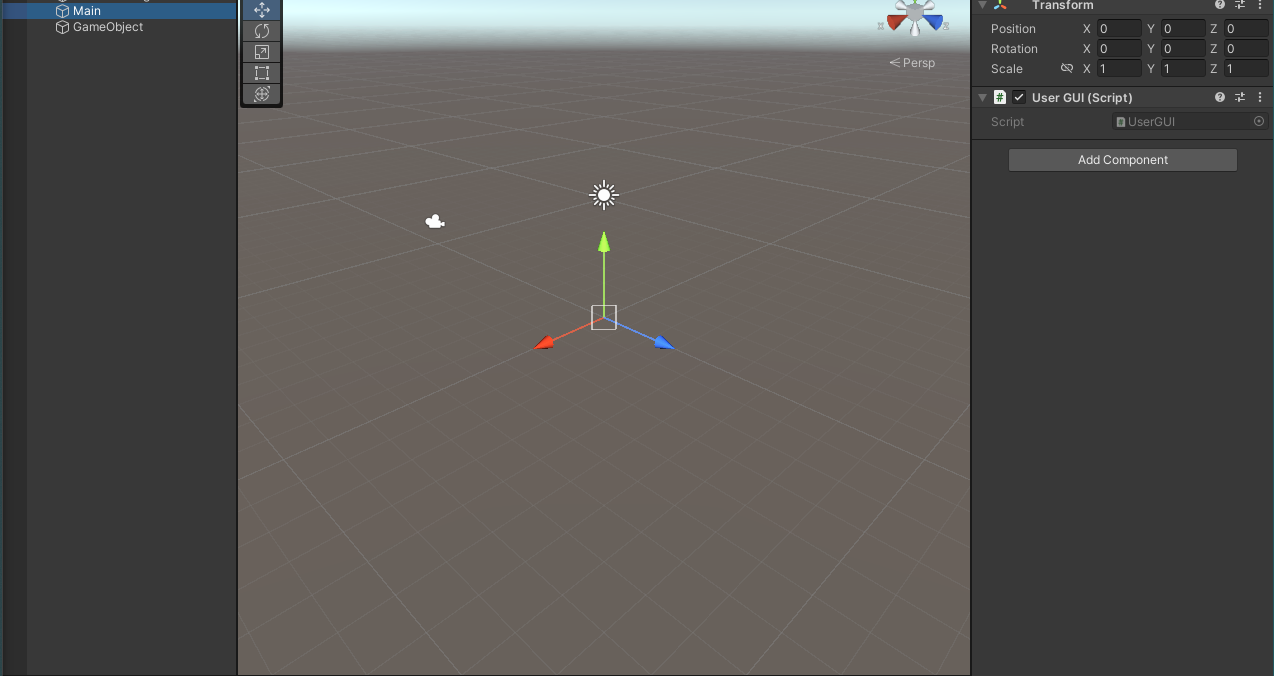 Main
GameObject
x
z
Persp
Transform
Position X 0 Y 0 Z 0
Rotation X 0 Y 0 Z 0
Scale X 1 Y 1 Z 1
# User GUI (Script)
Script UserGUI
Add Component